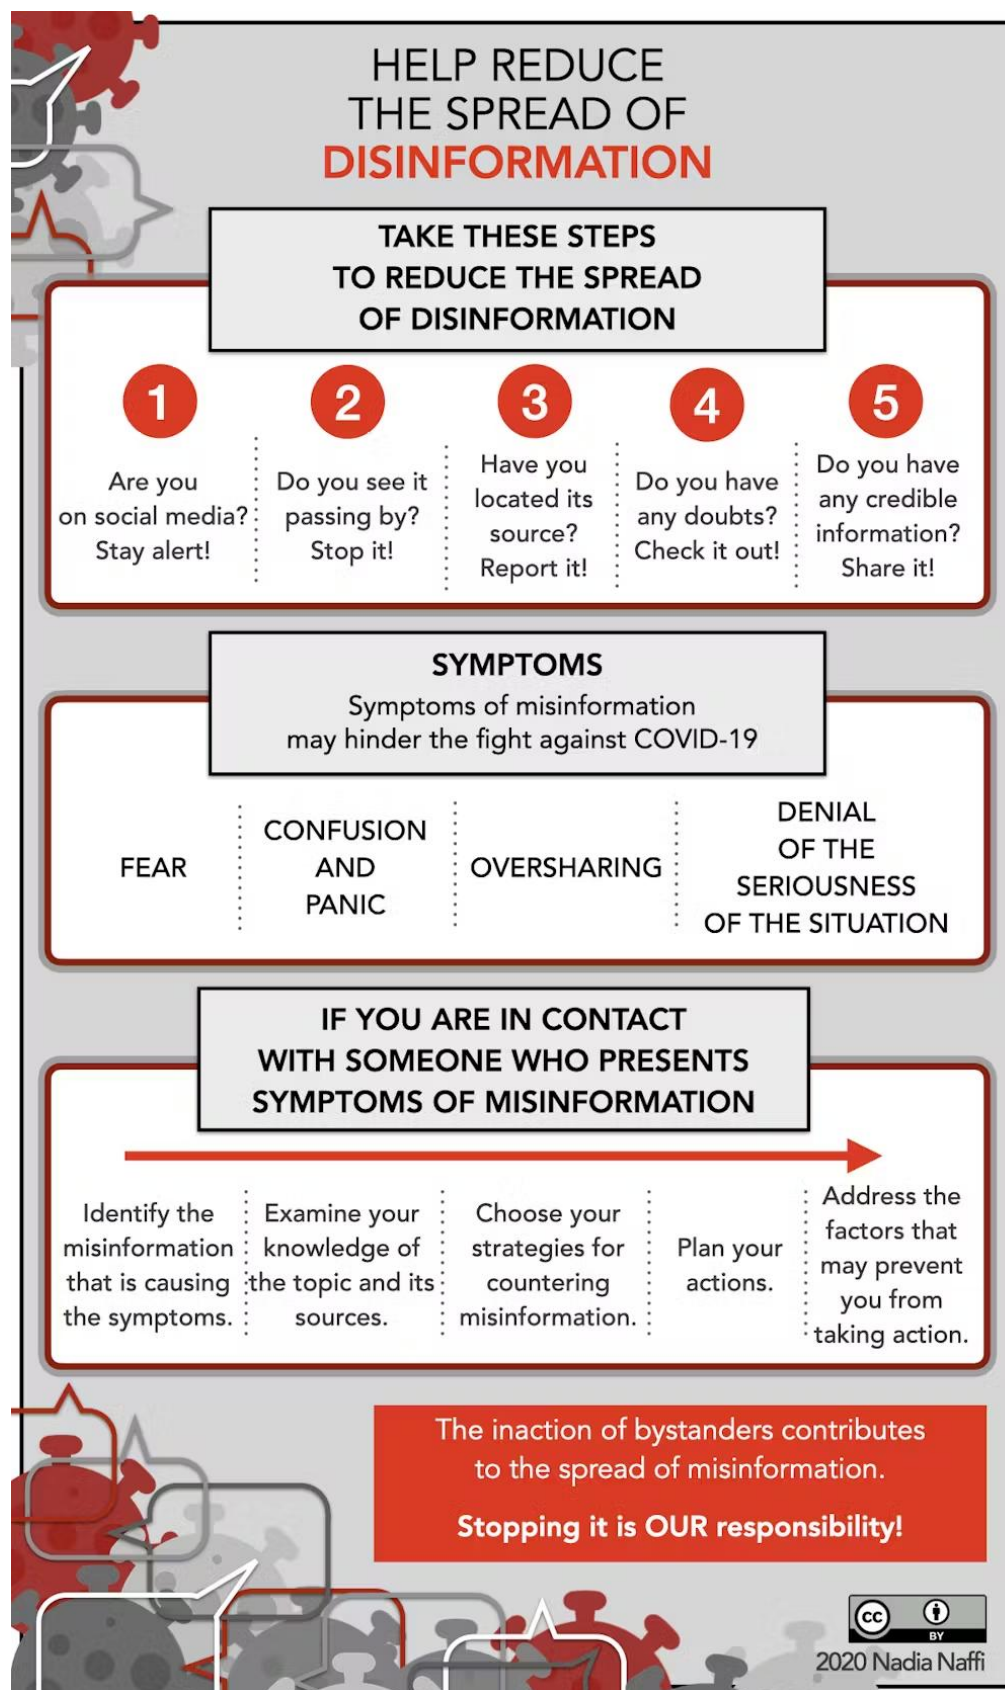 HELP REDUCE
THE SPREAD OF
DISINFORMATION
TAKE THESE STEPS
TO REDUCE THE SPREAD
OF DISINFORMATION
1
Are you
on social media?
Stay alert!
2
Do you see it
passing by?
Stop it!
3
Have you
located its
source?
Report it!
4
Do you have
any doubts?
Check it out!
5
Do you have
any credible
information?
Share it!
SYMPTOMS
Symptoms of misinformation
may hinder the fight against COVID-19
FEAR
CONFUSION
AND
PANIC
OVERSHARING
DENIAL
OF THE
SERIOUSNESS
OF THE SITUATION
IF YOU ARE IN CONTACT
WITH SOMEONE WHO PRESENTS
SYMPTOMS OF MISINFORMATION
Identify the
misinformation
that is causing
the symptoms.
Examine your
knowledge of
the topic and its
sources.
Choose your
strategies for
countering
misinformation.
Plan your
actions.
Address the
factors that
may prevent
you from
taking action.
The inaction of bystanders contributes
to the spread of misinformation.
Stopping it is OUR responsibility!
cc
BY
2020 Nadia Naffi